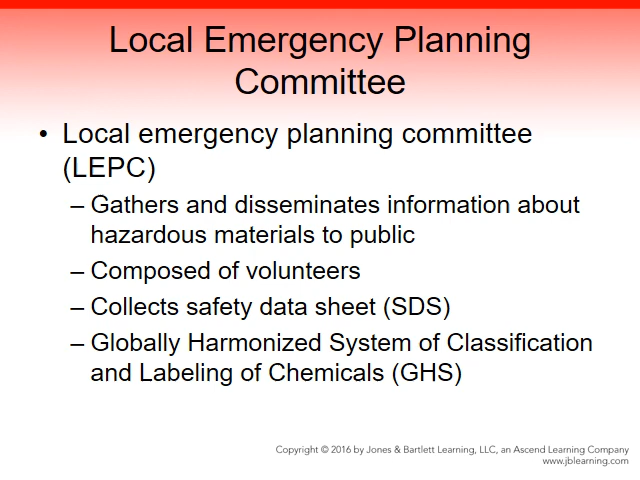 Local Emergency Planning
Committee
• Local emergency planning committee
(LEPC)
– Gathers and disseminates information about
hazardous materials to public
– Composed of volunteers
– Collects safety data sheet (SDS)
– Globally Harmonized System of Classification
and Labeling of Chemicals (GHS)
Copyright © 2016 by Jones & Bartlett Learning, LLC, an Ascend Learning Company
www.jblearning.com